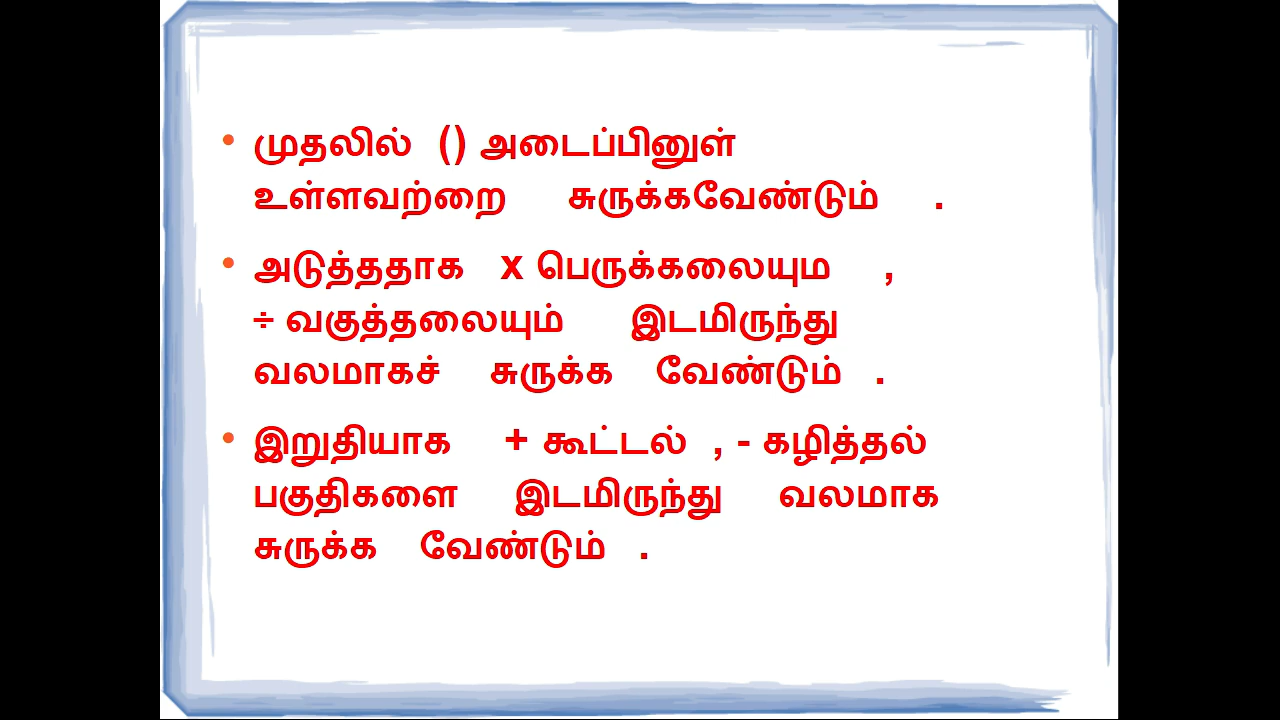 • முதலில் () அடைப்பினுள்
உள்ளவற்றை சுருக்கவேண்டும் .
• அடுத்ததாக x பெருக்கலையும ,
÷ வகுத்தலையும் இடமிருந்து
வலமாகச் சுருக்க வேண்டும் .
• இறுதியாக + கூட்டல் , - கழித்தல்
பகுதிகளை இடமிருந்து வலமாக
சுருக்க வேண்டும் .